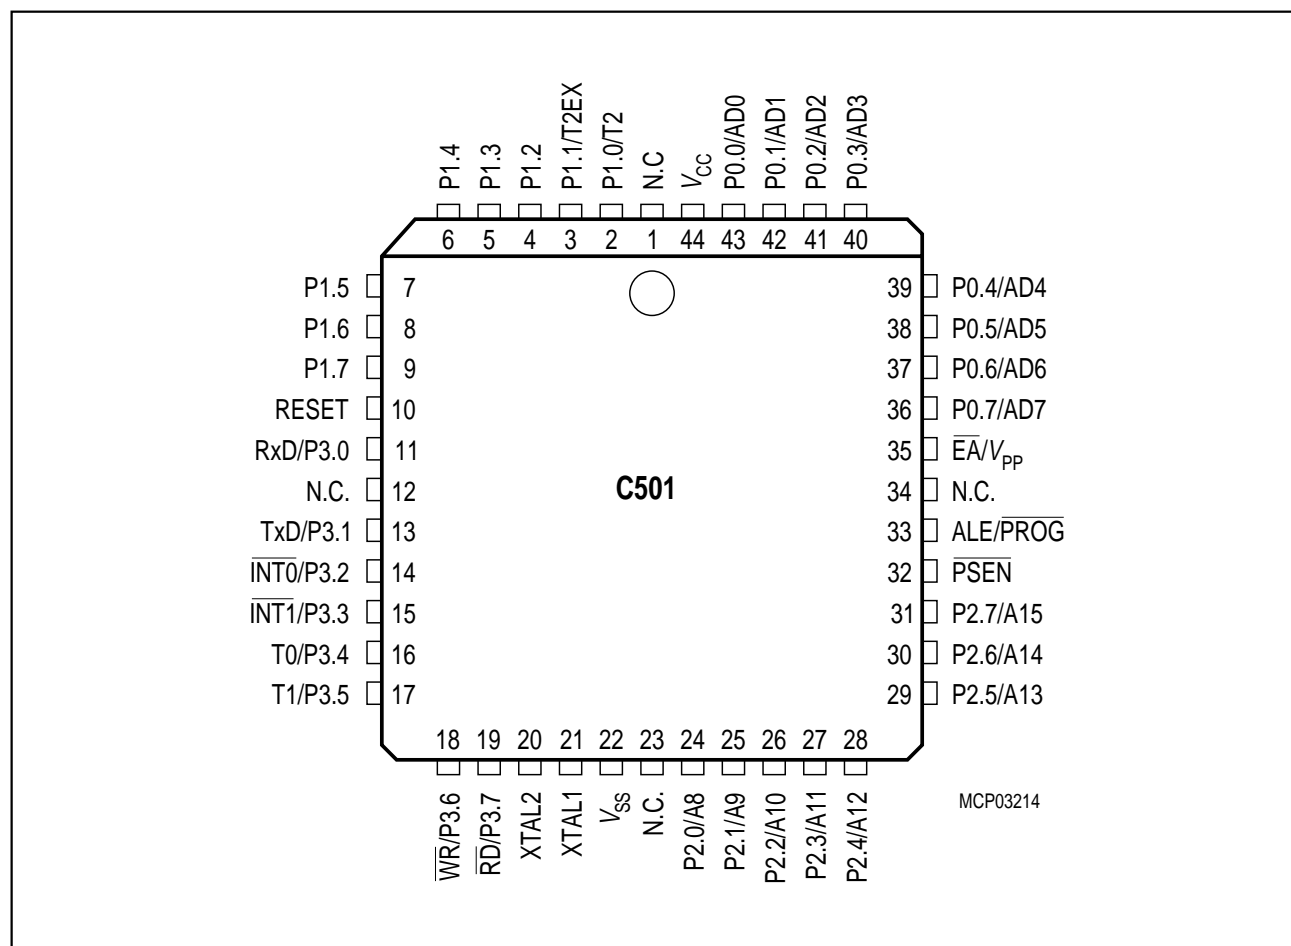 P1.4
P1.3
P1.2
P1.1/T2EX
P1.0/T2
N.C
VCC
P0.0/AD0
P0.1/AD1
P0.2/AD2
P0.3/AD3
6 5 4 3 2 1 44 43 42 41 40
P1.5 7
39 P0.4/AD4
P1.6 8
38 P0.5/AD5
P1.7 9
37 P0.6/AD6
RESET 10
36 P0.7/AD7
RxD/P3.0 11
35 E̅A̅/VPP
N.C. 12
34 N.C.
C501
TxD/P3.1 13
33 ALE/P̅R̅O̅G̅
I̅N̅T̅0̅/P3.2 14
32 P̅S̅E̅N̅
I̅N̅T̅1̅/P3.3 15
31 P2.7/A15
T0/P3.4 16
30 P2.6/A14
T1/P3.5 17
29 P2.5/A13
18 19 20 21 22 23 24 25 26 27 28
W̅R̅/P3.6
R̅D̅/P3.7
XTAL2
XTAL1
VSS
N.C.
P2.0/A8
P2.1/A9
P2.2/A10
P2.3/A11
P2.4/A12
MCP03214